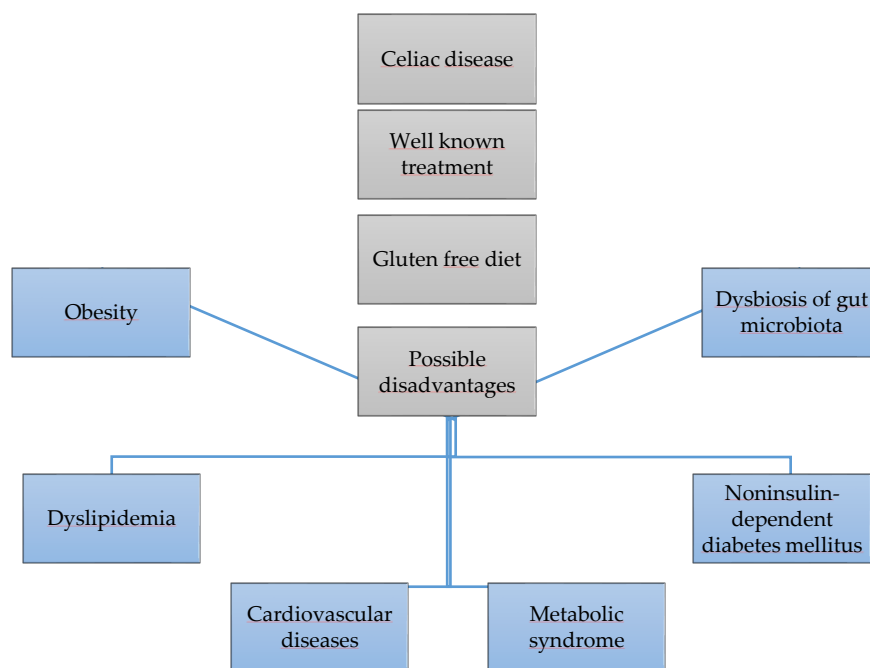 Celiac disease
Well known
treatment
Gluten free diet
Obesity
Dysbiosis of gut
microbiota
Possible
disadvantages
Dyslipidemia
Noninsulin-
dependent
diabetes mellitus
Cardiovascular
diseases
Metabolic
syndrome